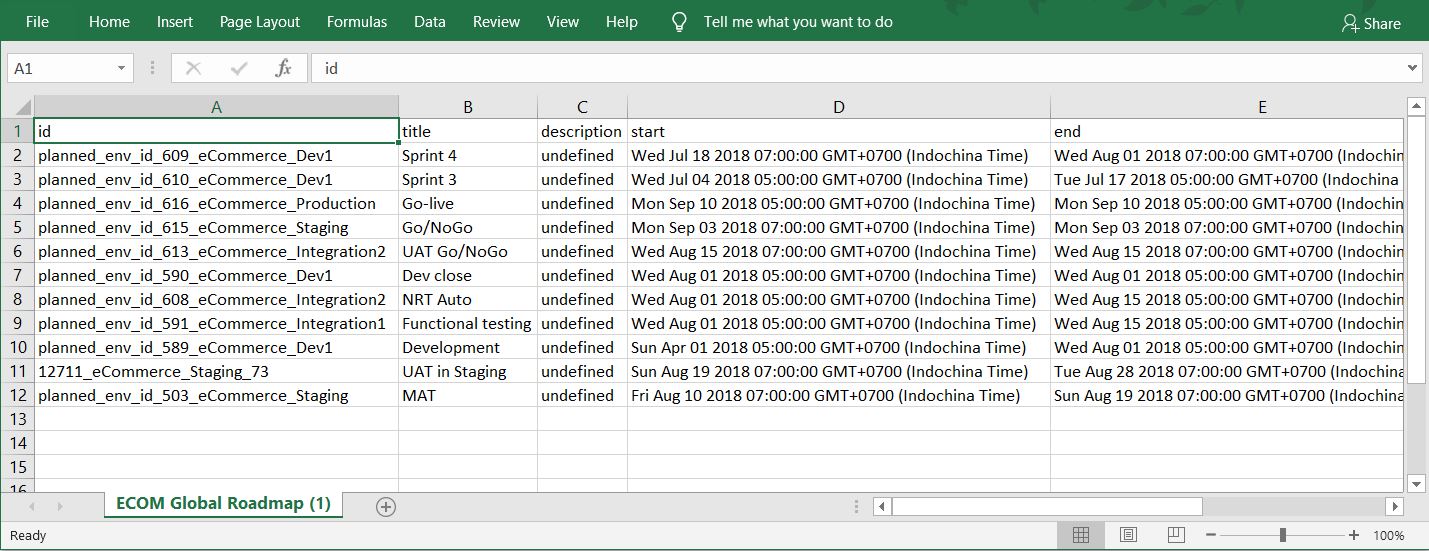 File Home Insert Page Layout Formulas Data Review View Help Tell me what you want to do Share
A1 fx id
A B C D E
1 id title description start end
2 planned_env_id_609_eCommerce_Dev1 Sprint 4 undefined Wed Jul 18 2018 07:00:00 GMT+0700 (Indochina Time) Wed Aug 01 2018 07:00:00 GMT+0700 (Indochin
3 planned_env_id_610_eCommerce_Dev1 Sprint 3 undefined Wed Jul 04 2018 05:00:00 GMT+0700 (Indochina Time) Tue Jul 17 2018 05:00:00 GMT+0700 (Indochina
4 planned_env_id_616_eCommerce_Production Go-live undefined Mon Sep 10 2018 05:00:00 GMT+0700 (Indochina Time) Mon Sep 10 2018 05:00:00 GMT+0700 (Indochin
5 planned_env_id_615_eCommerce_Staging Go/NoGo undefined Mon Sep 03 2018 07:00:00 GMT+0700 (Indochina Time) Mon Sep 03 2018 07:00:00 GMT+0700 (Indochin
6 planned_env_id_613_eCommerce_Integration2 UAT Go/NoGo undefined Wed Aug 15 2018 07:00:00 GMT+0700 (Indochina Time) Wed Aug 15 2018 07:00:00 GMT+0700 (Indochin
7 planned_env_id_590_eCommerce_Dev1 Dev close undefined Wed Aug 01 2018 05:00:00 GMT+0700 (Indochina Time) Wed Aug 01 2018 05:00:00 GMT+0700 (Indochin
8 planned_env_id_608_eCommerce_Integration2 NRT Auto undefined Wed Aug 01 2018 05:00:00 GMT+0700 (Indochina Time) Wed Aug 15 2018 05:00:00 GMT+0700 (Indochin
9 planned_env_id_591_eCommerce_Integration1 Functional testing undefined Wed Aug 01 2018 05:00:00 GMT+0700 (Indochina Time) Wed Aug 15 2018 05:00:00 GMT+0700 (Indochin
10 planned_env_id_589_eCommerce_Dev1 Development undefined Sun Apr 01 2018 05:00:00 GMT+0700 (Indochina Time) Wed Aug 01 2018 05:00:00 GMT+0700 (Indochin
11 12711_eCommerce_Staging_73 UAT in Staging undefined Sun Aug 19 2018 07:00:00 GMT+0700 (Indochina Time) Tue Aug 28 2018 07:00:00 GMT+0700 (Indochina
12 planned_env_id_503_eCommerce_Staging MAT undefined Fri Aug 10 2018 07:00:00 GMT+0700 (Indochina Time) Sun Aug 19 2018 07:00:00 GMT+0700 (Indochina
13
14
15
16
ECOM Global Roadmap (1)
Ready 100%